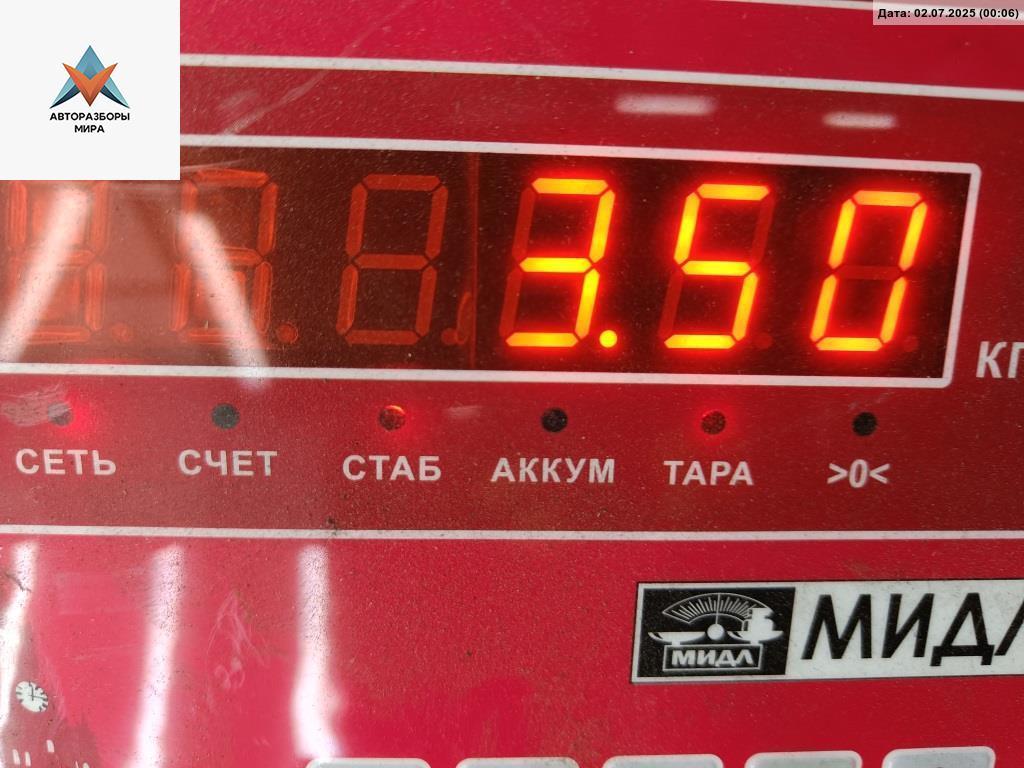 Дата: 02.07.2025 (00:06)
АВТОРАЗБОРЫ
МИРА
3.50
КГ
СЕТЬ СЧЕТ СТАБ АККУМ ТАРА >0<
МИДЛ
МИДЛ